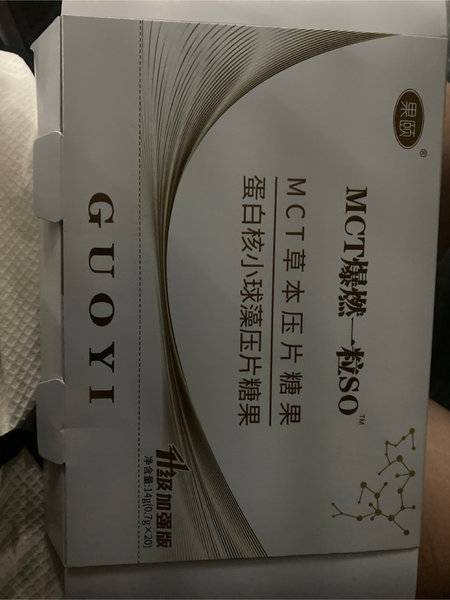 果颐®
MCT爆燃一粒SO™
MCT草本压片糖果
蛋白核小球藻压片糖果
升级加强版
净含量:14g(0.7g×20)
GUOYI